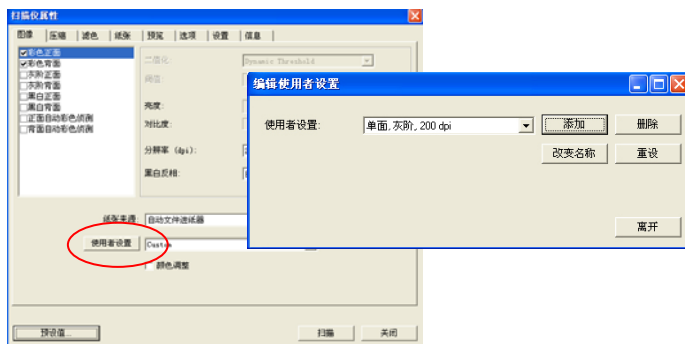 扫描仪属性
图像 压缩 滤色 纸张 预览 选项 设置 信息
彩色正面
彩色背面
灰阶正面
灰阶背面
黑白正面
黑白背面
正面自动彩色侦测
背面自动彩色侦测
二值化:
Dynamic Threshold
阈值:
亮度:
对比度:
分辨率 (dpi):
黑白反相:
纸张来源: 自动文件进纸器
使用者设置 Custom
颜色调整
预设值... 扫描 关闭
编辑使用者设置
使用者设置: 单面, 灰阶, 200 dpi 添加 删除
改变名称 重设
离开